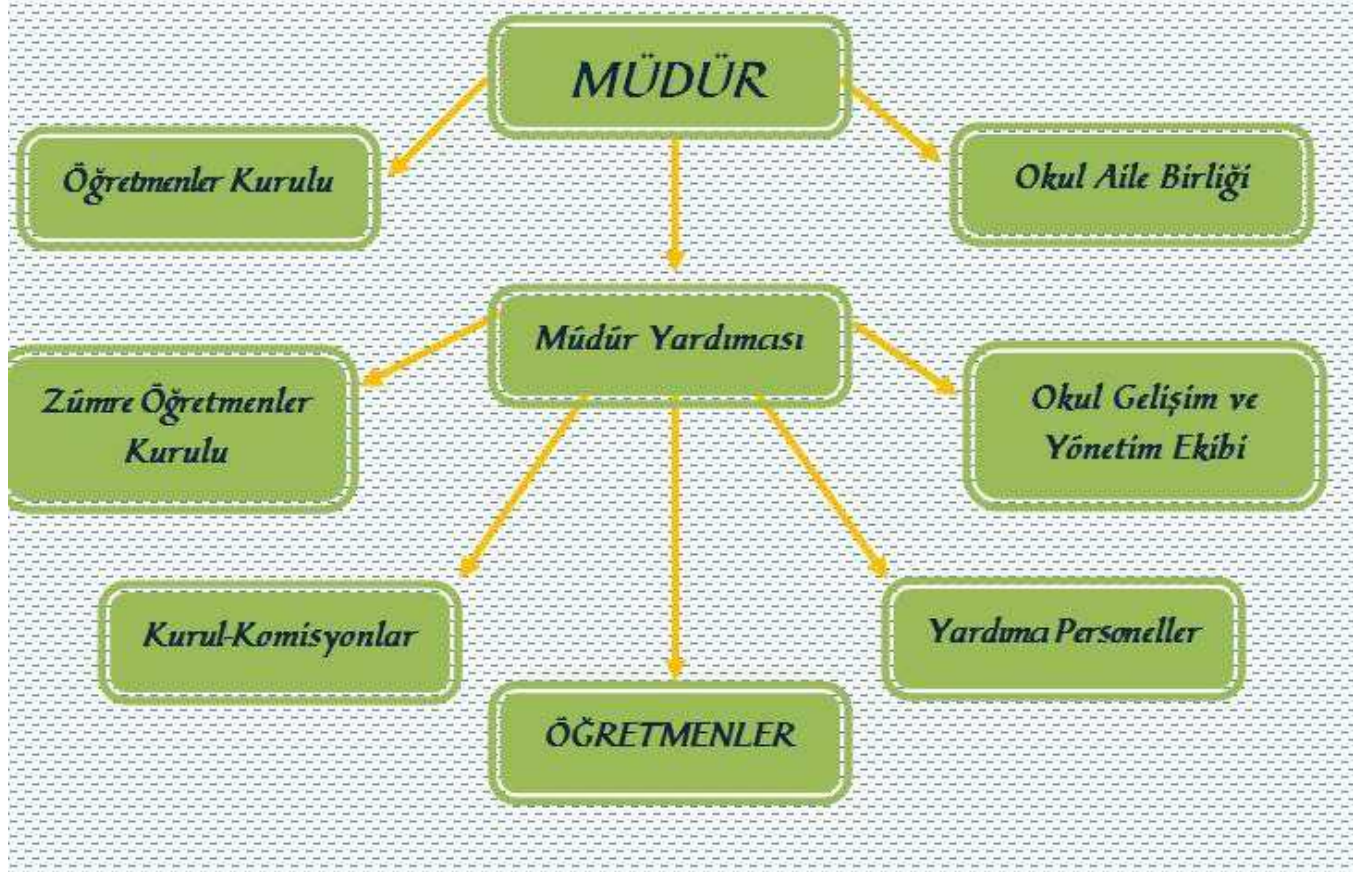 MÜDÜR
Öğretmenler Kurulu
Okul Aile Birliği
Müdür Yardımcısı
Zümre Öğretmenler
Kurulu
Okul Gelişim ve
Yönetim Ekibi
Kurul-Komisyonlar
Yardımcı Personeller
ÖĞRETMENLER